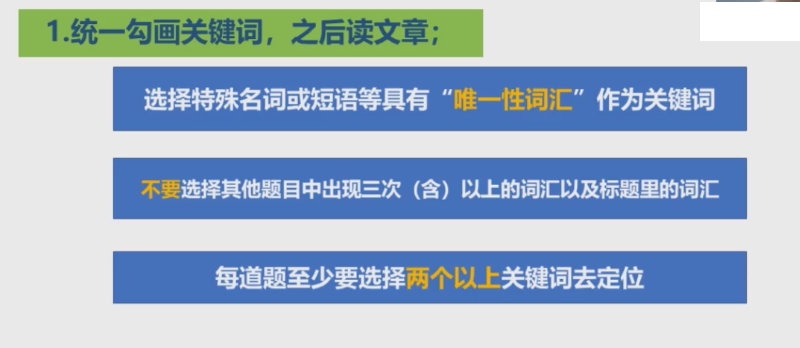 1.统一勾画关键词，之后读文章；
选择特殊名词或短语等具有“唯一性词汇”作为关键词
不要选择其他题目中出现三次（含）以上的词汇以及标题里的词汇
每道题至少要选择两个以上关键词去定位